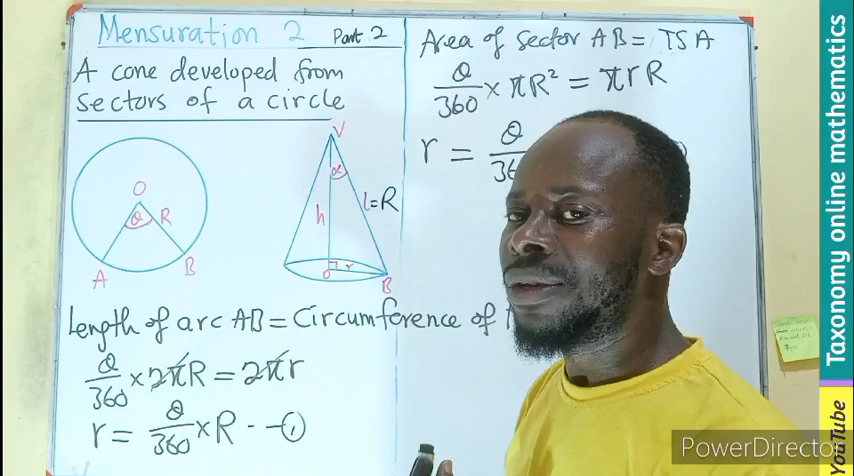 Mensuration 2 Part 2
A cone developed from
sectors of a circle
O
θ R
A B
V
α
h l=R
O r
B
Length of arc AB = Circumference of
θ/360 × 2πR = 2πr
r = θ/360 × R - - ①
Area of sector AB = TSA
θ/360 × πR² = πrR
r = θ/36
Taxonomy online mathematics
YouTube
PowerDirector